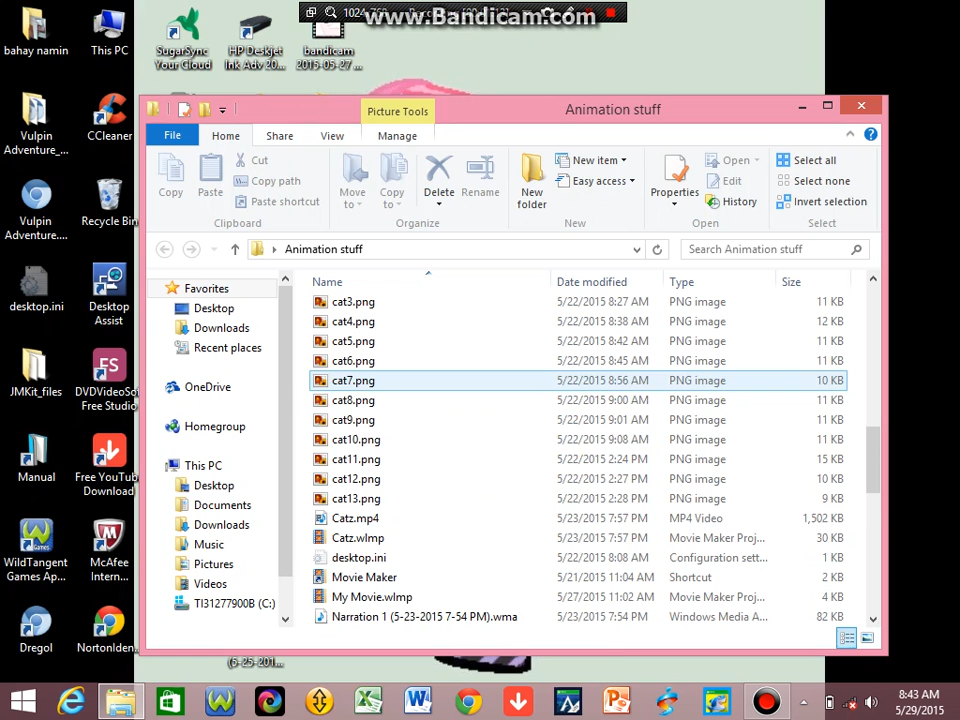 www.Bandicam.com
bahay namin
This PC
SugarSync
Your Cloud
HP Deskjet
Ink Adv 20...
bandicam
2015-05-27 ...
Vulpin
Adventure_...
CCleaner
Vulpin
Adventure...
Recycle Bin
desktop.ini
Desktop
Assist
JMKit_files
DVDVideoSof
Free Studio
Manual
Free YouTub
Download
WildTangent
Games Ap...
McAfee
Intern...
Dregol
NortonIden...
Picture Tools
Animation stuff
File
Home
Share
View
Manage
Copy
Paste
Cut
Copy path
Paste shortcut
Clipboard
Move
to
Copy
to
Delete
Rename
Organize
New
folder
New item
Easy access
New
Properties
Open
Edit
History
Open
Select all
Select none
Invert selection
Select
Animation stuff
Search Animation stuff
Favorites
Desktop
Downloads
Recent places
OneDrive
Homegroup
This PC
Desktop
Documents
Downloads
Music
Pictures
Videos
TI31277900B (C:)
Name Date modified Type Size
cat3.png 5/22/2015 8:27 AM PNG image 11 KB
cat4.png 5/22/2015 8:38 AM PNG image 12 KB
cat5.png 5/22/2015 8:42 AM PNG image 11 KB
cat6.png 5/22/2015 8:45 AM PNG image 11 KB
cat7.png 5/22/2015 8:56 AM PNG image 10 KB
cat8.png 5/22/2015 9:00 AM PNG image 11 KB
cat9.png 5/22/2015 9:01 AM PNG image 11 KB
cat10.png 5/22/2015 9:08 AM PNG image 11 KB
cat11.png 5/22/2015 2:24 PM PNG image 15 KB
cat12.png 5/22/2015 2:27 PM PNG image 10 KB
cat13.png 5/22/2015 2:28 PM PNG image 9 KB
Catz.mp4 5/23/2015 7:57 PM MP4 Video 1,502 KB
Catz.wlmp 5/23/2015 7:57 PM Movie Maker Proj... 30 KB
desktop.ini 5/22/2015 8:08 AM Configuration sett... 1 KB
Movie Maker 5/21/2015 11:04 AM Shortcut 2 KB
My Movie.wlmp 5/27/2015 11:02 AM Movie Maker Proj... 4 KB
Narration 1 (5-23-2015 7-54 PM).wma 5/23/2015 7:54 PM Windows Media A... 82 KB
(6-25-201...
8:43 AM
5/29/2015